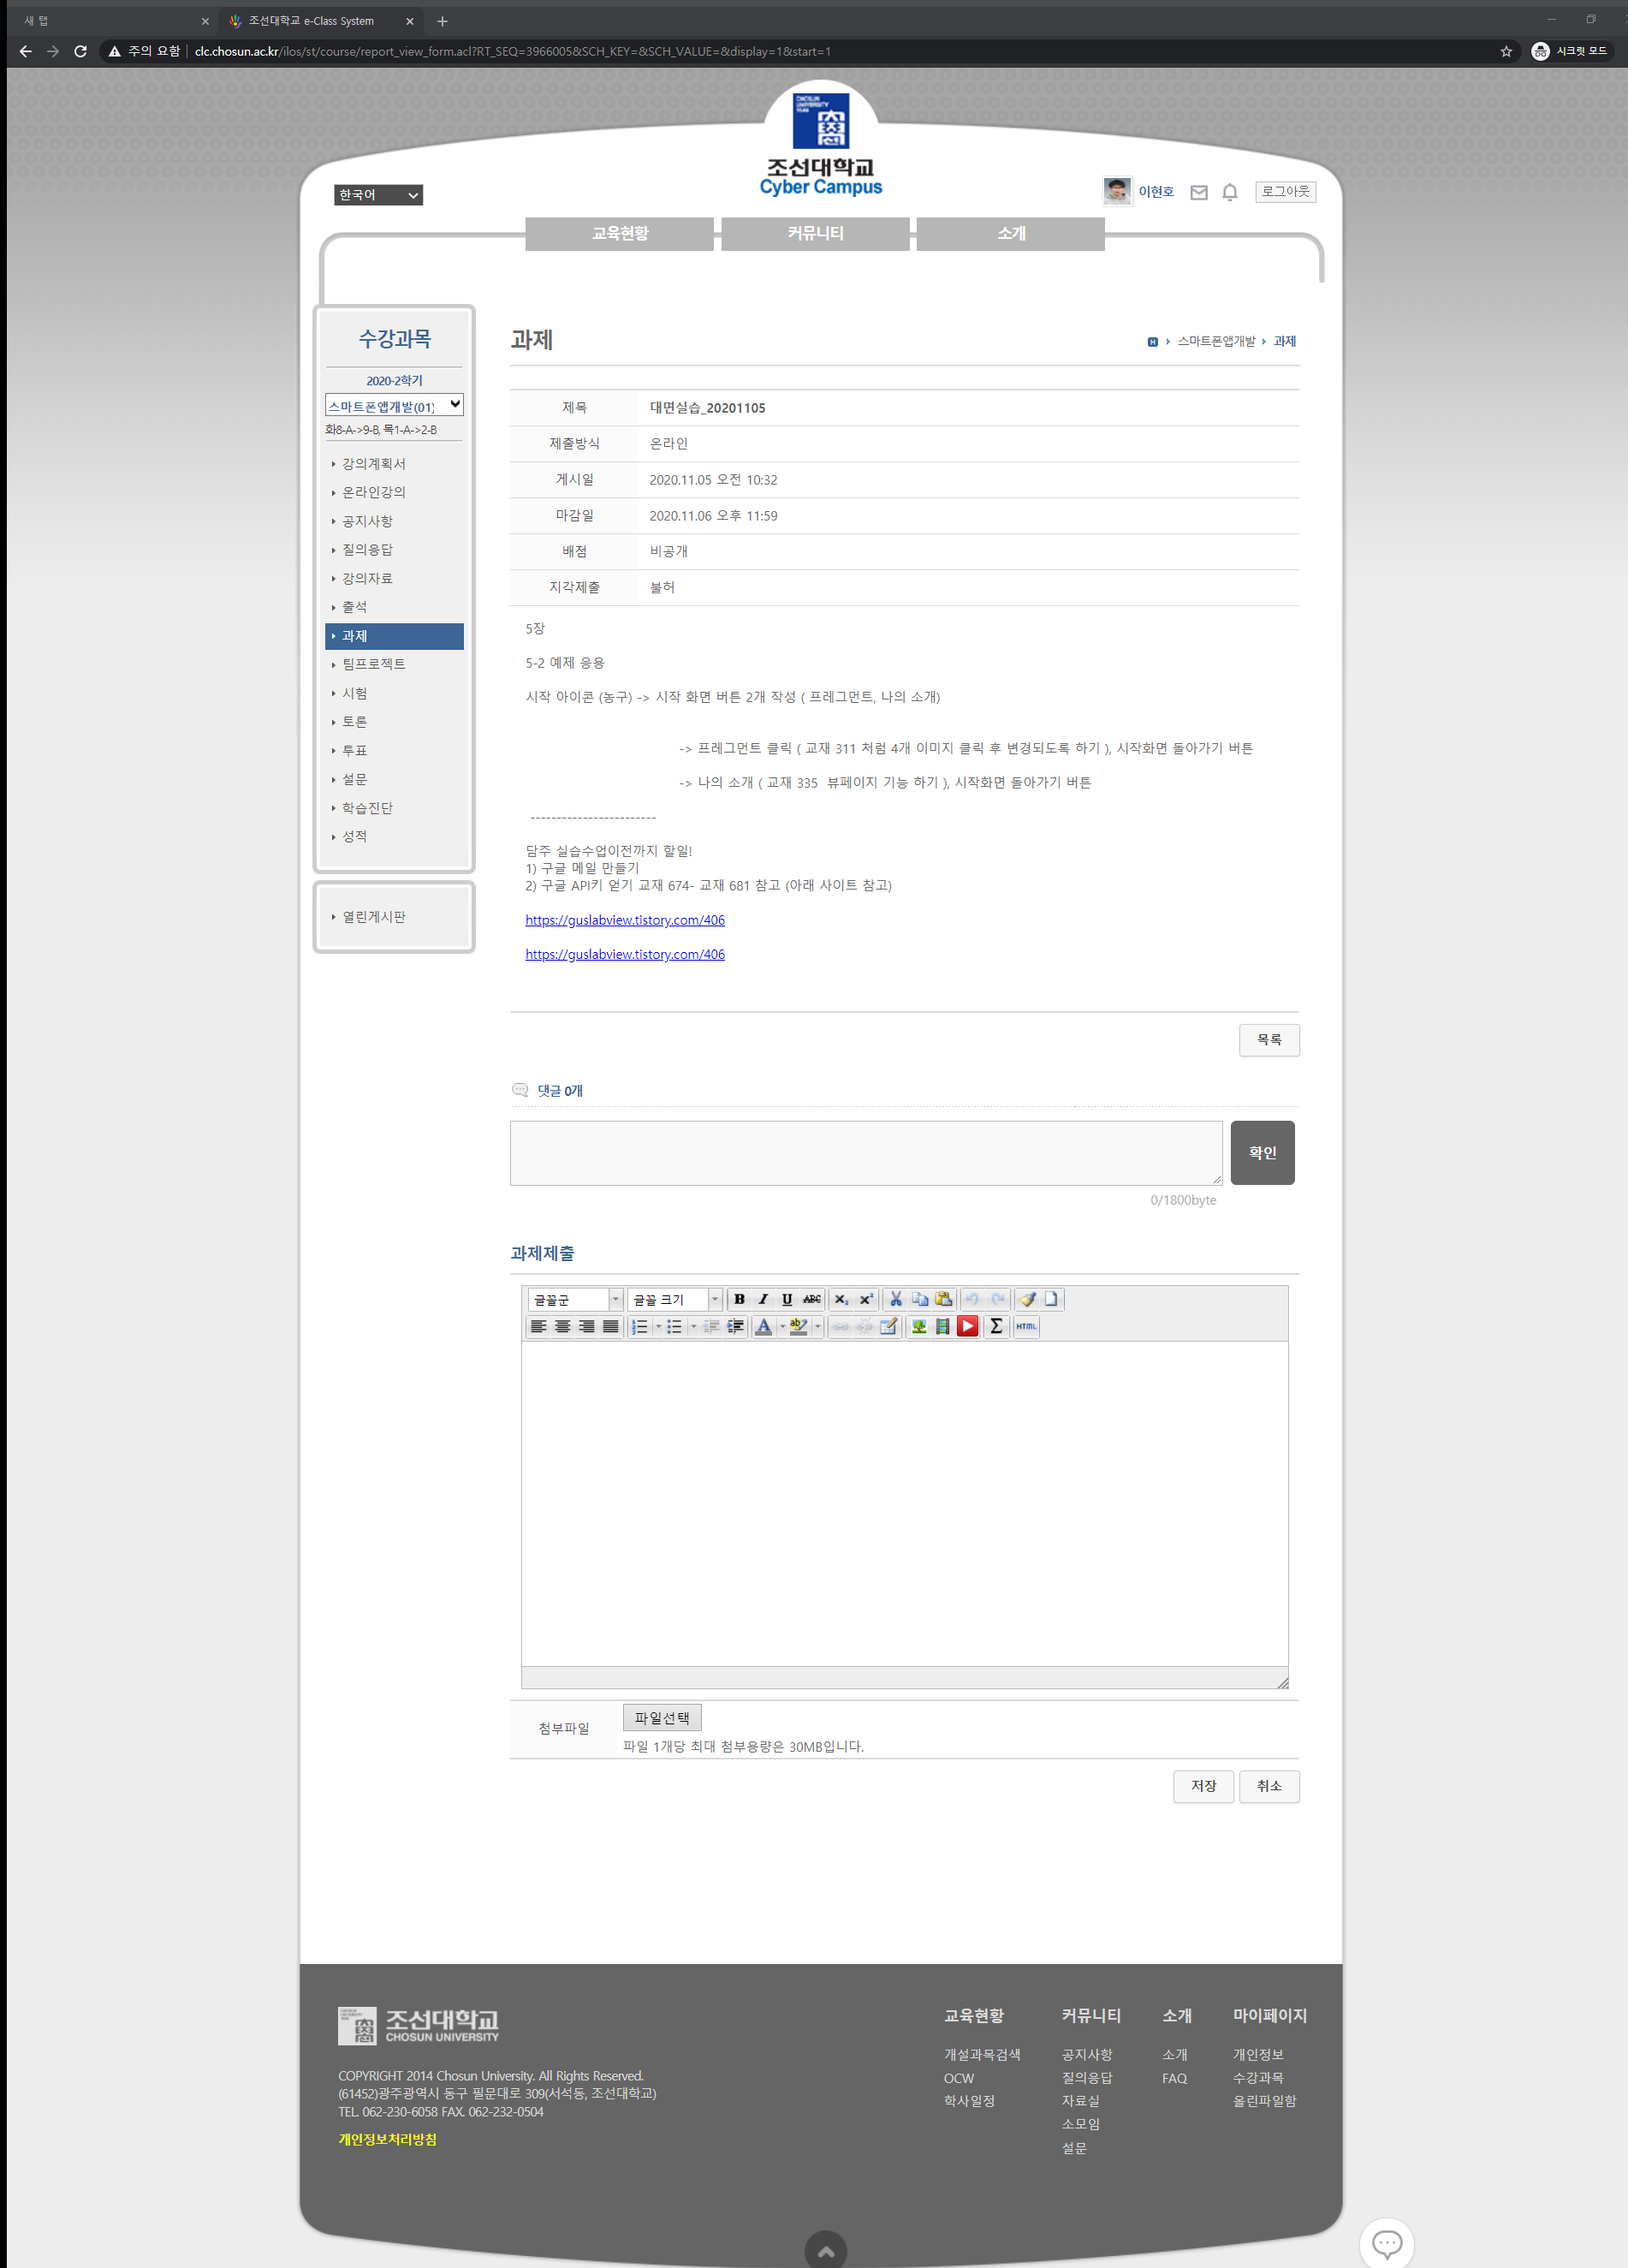 새 탭
조선대학교 e-Class System
주의 요함 | clc.chosun.ac.kr/ilos/st/course/report_view_form.acl?RT_SEQ=3966005&SCH_KEY=&SCH_VALUE=&display=1&start=1
시크릿 모드
CHOSUN UNIVERSITY 1946
조선대학교
Cyber Campus
한국어
이현호
로그아웃
교육현황 커뮤니티 소개
수강과목
2020-2학기
스마트폰앱개발(01)
화8-A->9-B, 목1-A->2-B
강의계획서
온라인강의
공지사항
질의응답
강의자료
출석
과제
팀프로젝트
시험
토론
투표
설문
학습진단
성적
열린게시판
과제
H 스마트폰앱개발 과제
제목 대면실습_20201105
제출방식 온라인
게시일 2020.11.05 오전 10:32
마감일 2020.11.06 오후 11:59
배점 비공개
지각제출 불허
5장
5-2 예제 응용
시작 아이콘 (농구) -> 시작 화면 버튼 2개 작성 ( 프레그먼트, 나의 소개)
-> 프레그먼트 클릭 ( 교재 311 처럼 4개 이미지 클릭 후 변경되도록 하기 ), 시작화면 돌아가기 버튼
-> 나의 소개 ( 교재 335 뷰페이지 기능 하기 ), 시작화면 돌아가기 버튼
------------------------
담주 실습수업이전까지 할일!
1) 구글 메일 만들기
2) 구글 API키 얻기 교재 674- 교재 681 참고 (아래 사이트 참고)
https://guslabview.tistory.com/406
https://guslabview.tistory.com/406
목록
댓글 0개
확인
0/1800byte
과제제출
글꼴군 글꼴 크기 B I U ABC x₂ x²
A ab Σ HTML
첨부파일
파일선택
파일 1개당 최대 첨부용량은 30MB입니다.
저장 취소
조선대학교
CHOSUN UNIVERSITY
COPYRIGHT 2014 Chosun University. All Rights Reserved.
(61452)광주광역시 동구 필문대로 309(서석동, 조선대학교)
TEL. 062-230-6058 FAX. 062-232-0504
개인정보처리방침
교육현황
개설과목검색
OCW
학사일정
커뮤니티
공지사항
질의응답
자료실
소모임
설문
소개
소개
FAQ
마이페이지
개인정보
수강과목
올린파일함